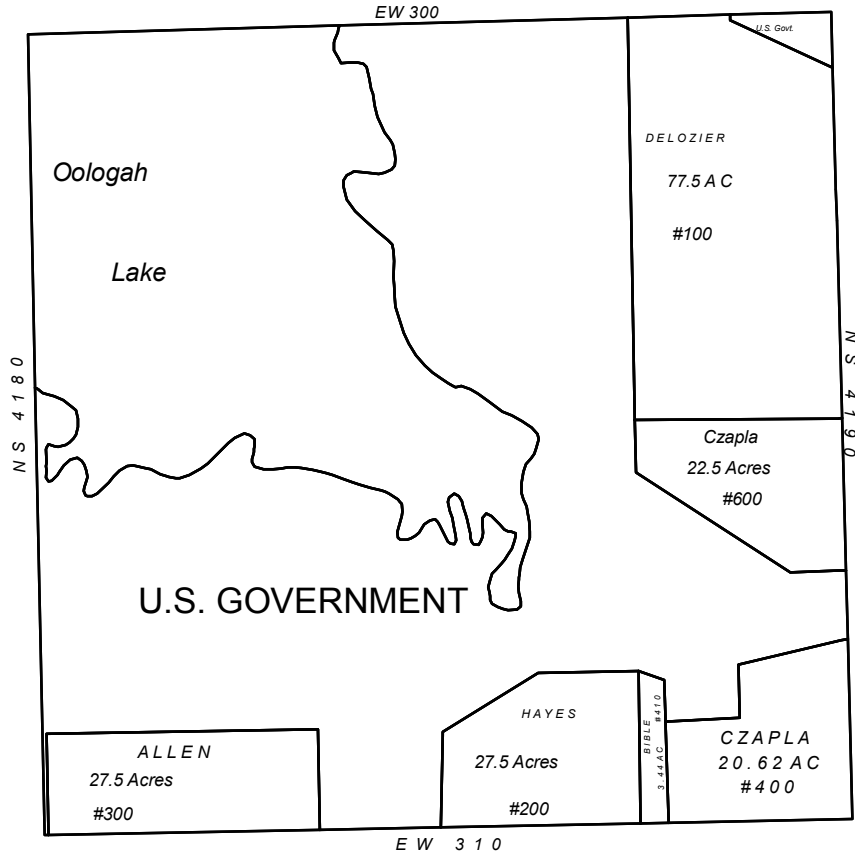 EW 300
U.S. Govt.
DELOZIER
77.5 A C
#100
Oologah
Lake
NS 4180
NS 4190
Czapla
22.5 Acres
#600
U.S. GOVERNMENT
HAYES
27.5 Acres
#200
BIBLE
3.44 AC #410
CZAPLA
20.62 AC
#400
ALLEN
27.5 Acres
#300
EW 310